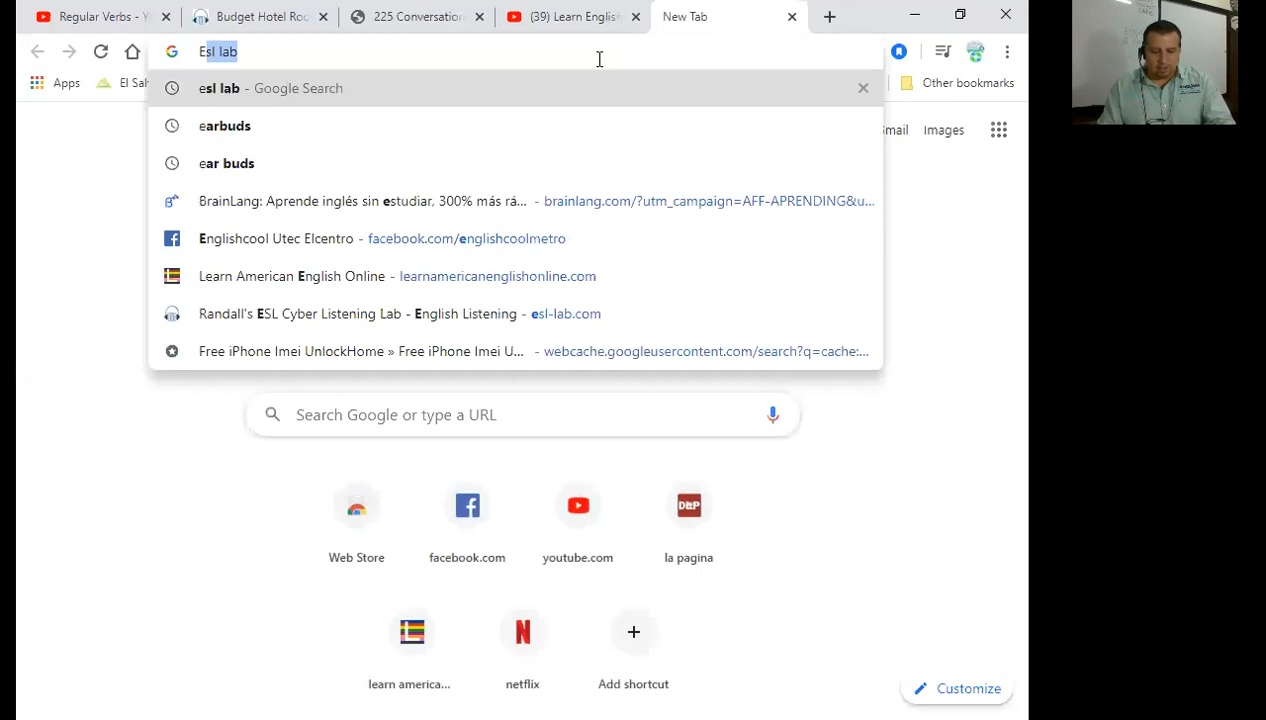 Regular Verbs - Y
Budget Hotel Roo
225 Conversation
(39) Learn English
New Tab
Esl lab
Apps
El Sal
Other bookmarks
esl lab - Google Search
earbuds
ear buds
BrainLang: Aprende inglés sin estudiar, 300% más rá... - brainlang.com/?utm_campaign=AFF-APRENDING&u...
Englishcool Utec Elcentro - facebook.com/englishcoolmetro
Learn American English Online - learnamericanenglishonline.com
Randall's ESL Cyber Listening Lab - English Listening - esl-lab.com
Free iPhone Imei UnlockHome » Free iPhone Imei U... - webcache.googleusercontent.com/search?q=cache:...
mail Images
Search Google or type a URL
Web Store
facebook.com
youtube.com
la pagina
learn america...
netflix
Add shortcut
Customize